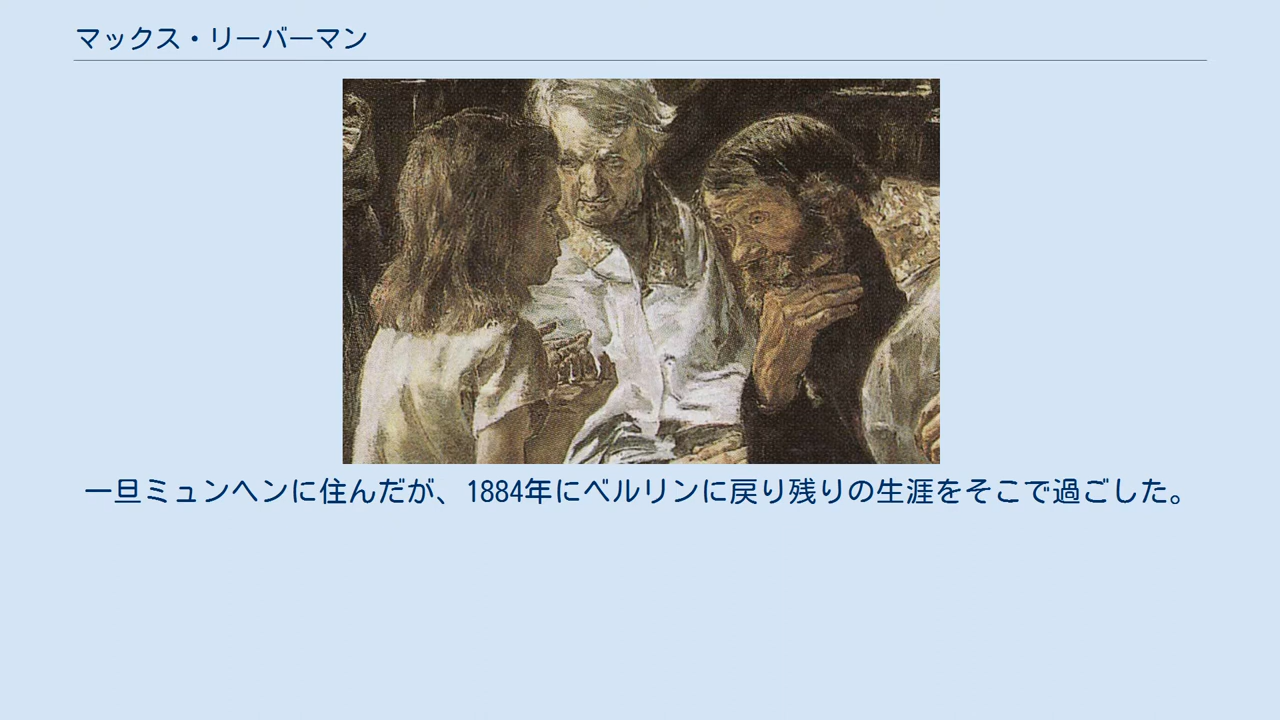 マックス・リーバーマン
一旦ミュンヘンに住んだが、1884年にベルリンに戻り残りの生涯をそこで過ごした。